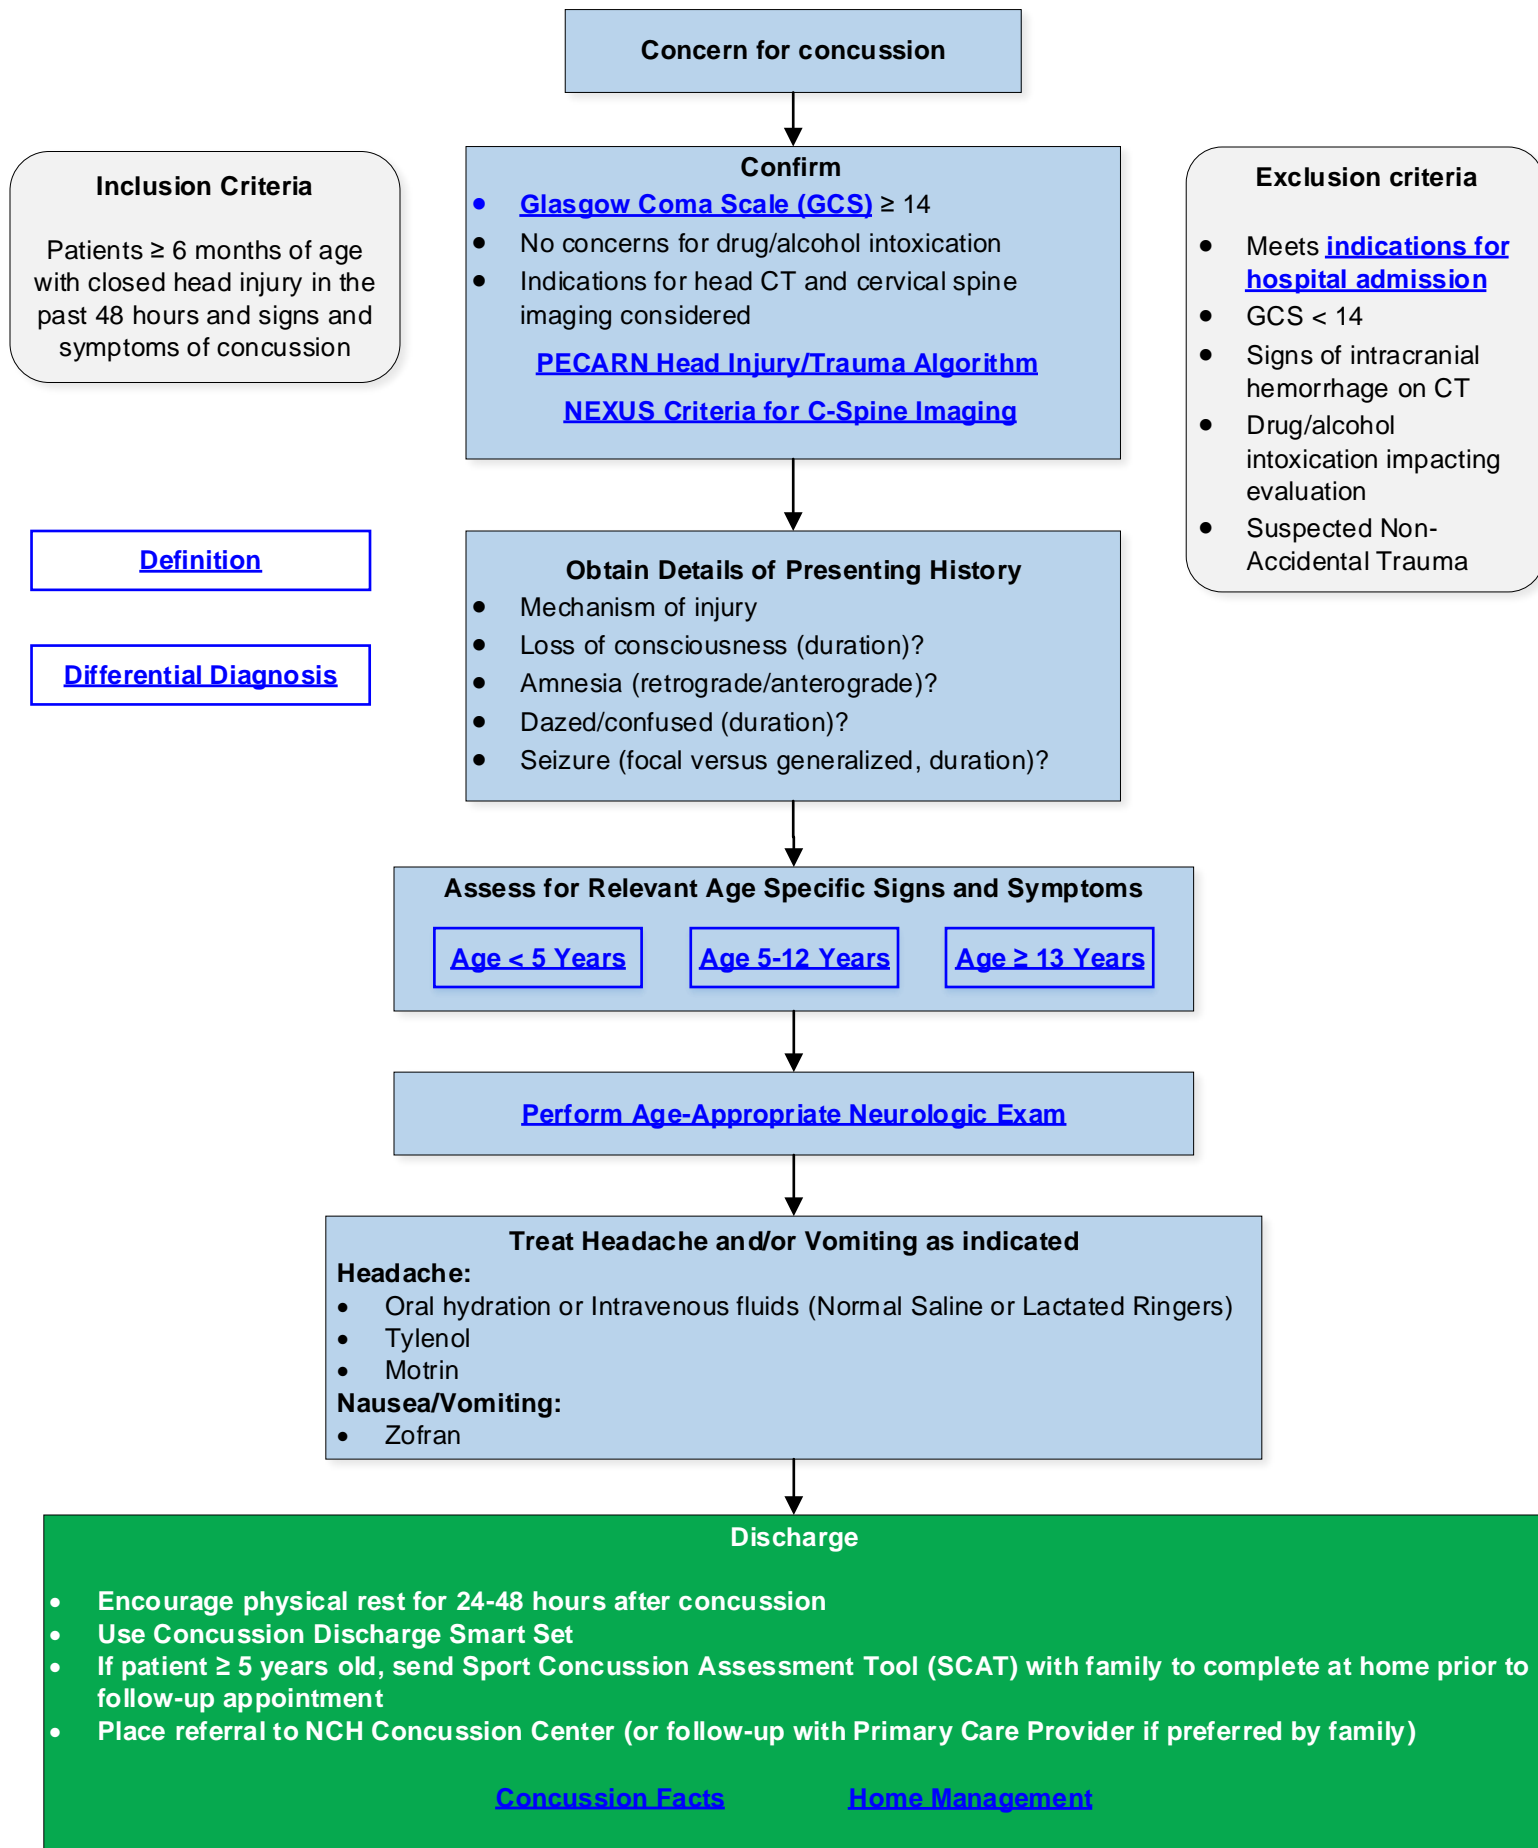 Concern for concussion
Inclusion Criteria
Patients ≥ 6 months of age
with closed head injury in the
past 48 hours and signs and
symptoms of concussion
Confirm
• Glasgow Coma Scale (GCS) ≥ 14
• No concerns for drug/alcohol intoxication
• Indications for head CT and cervical spine
imaging considered
PECARN Head Injury/Trauma Algorithm
NEXUS Criteria for C-Spine Imaging
Exclusion criteria
• Meets indications for
hospital admission
• GCS < 14
• Signs of intracranial
hemorrhage on CT
• Drug/alcohol
intoxication impacting
evaluation
• Suspected Non-
Accidental Trauma
Definition
Differential Diagnosis
Obtain Details of Presenting History
• Mechanism of injury
• Loss of consciousness (duration)?
• Amnesia (retrograde/anterograde)?
• Dazed/confused (duration)?
• Seizure (focal versus generalized, duration)?
Assess for Relevant Age Specific Signs and Symptoms
Age < 5 Years
Age 5-12 Years
Age ≥ 13 Years
Perform Age-Appropriate Neurologic Exam
Treat Headache and/or Vomiting as indicated
Headache:
• Oral hydration or Intravenous fluids (Normal Saline or Lactated Ringers)
• Tylenol
• Motrin
Nausea/Vomiting:
• Zofran
Discharge
• Encourage physical rest for 24-48 hours after concussion
• Use Concussion Discharge Smart Set
• If patient ≥ 5 years old, send Sport Concussion Assessment Tool (SCAT) with family to complete at home prior to
follow-up appointment
• Place referral to NCH Concussion Center (or follow-up with Primary Care Provider if preferred by family)
Concussion Facts
Home Management